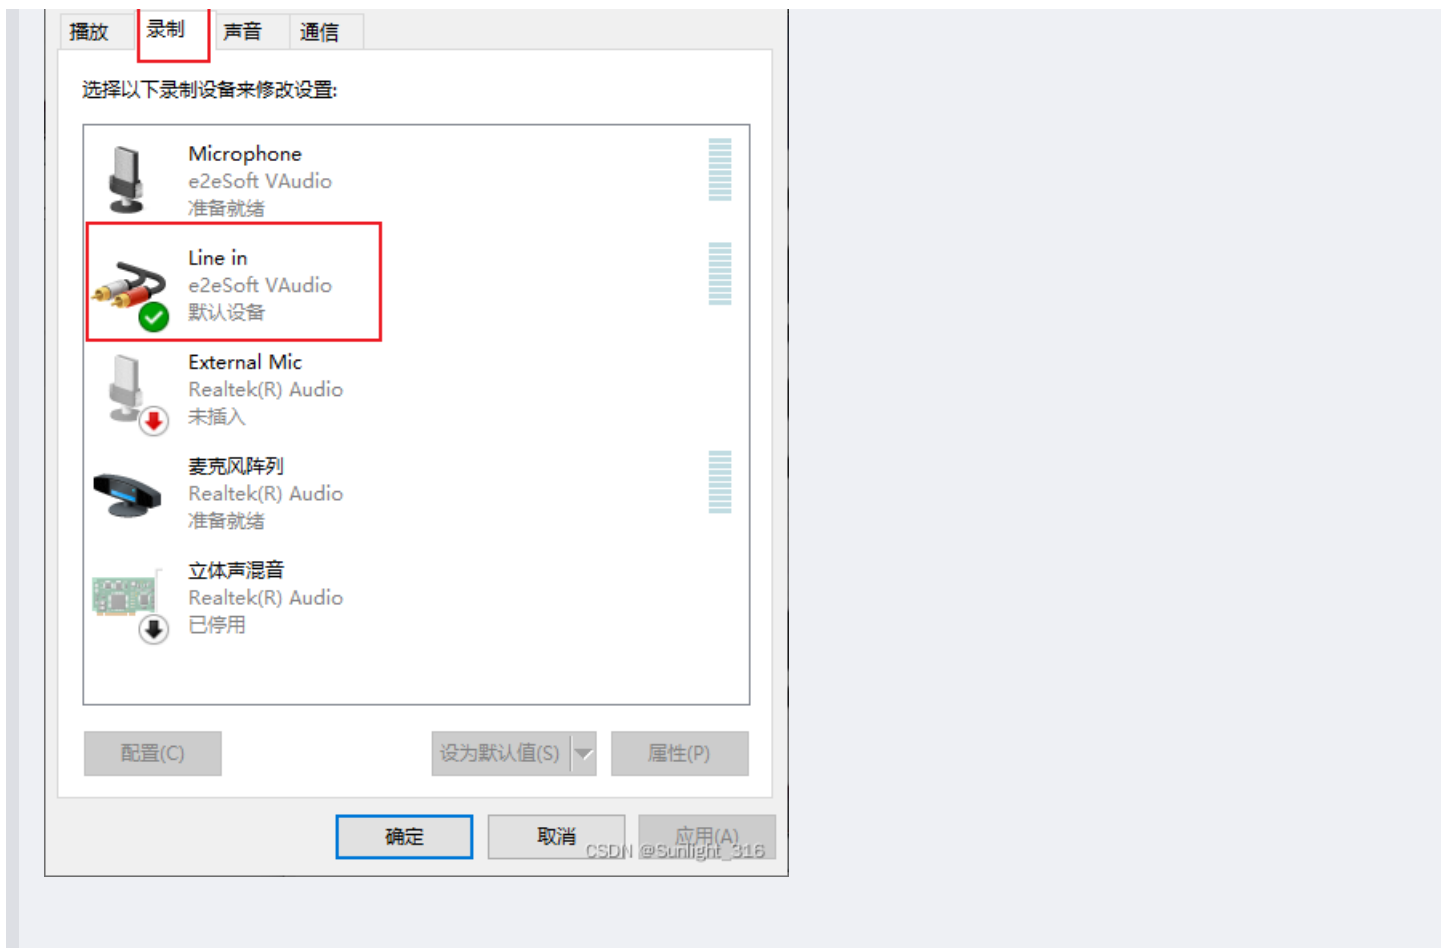 播放 录制 声音 通信
选择以下录制设备来修改设置:
Microphone
e2eSoft VAudio
准备就绪
Line in
e2eSoft VAudio
默认设备
External Mic
Realtek(R) Audio
未插入
麦克风阵列
Realtek(R) Audio
准备就绪
立体声混音
Realtek(R) Audio
已停用
配置(C) 设为默认值(S) 属性(P)
确定 取消 应用(A)
CSDN @Sunlight_316